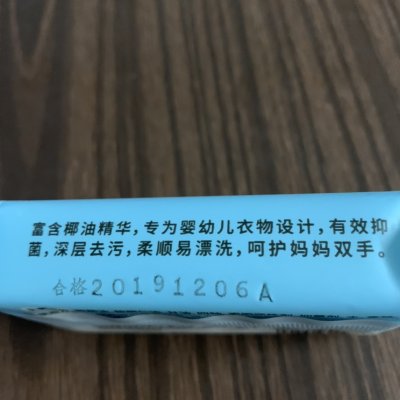 富含椰油精华，专为婴幼儿衣物设计，有效抑
菌，深层去污，柔顺易漂洗，呵护妈妈双手。
合格20191206A